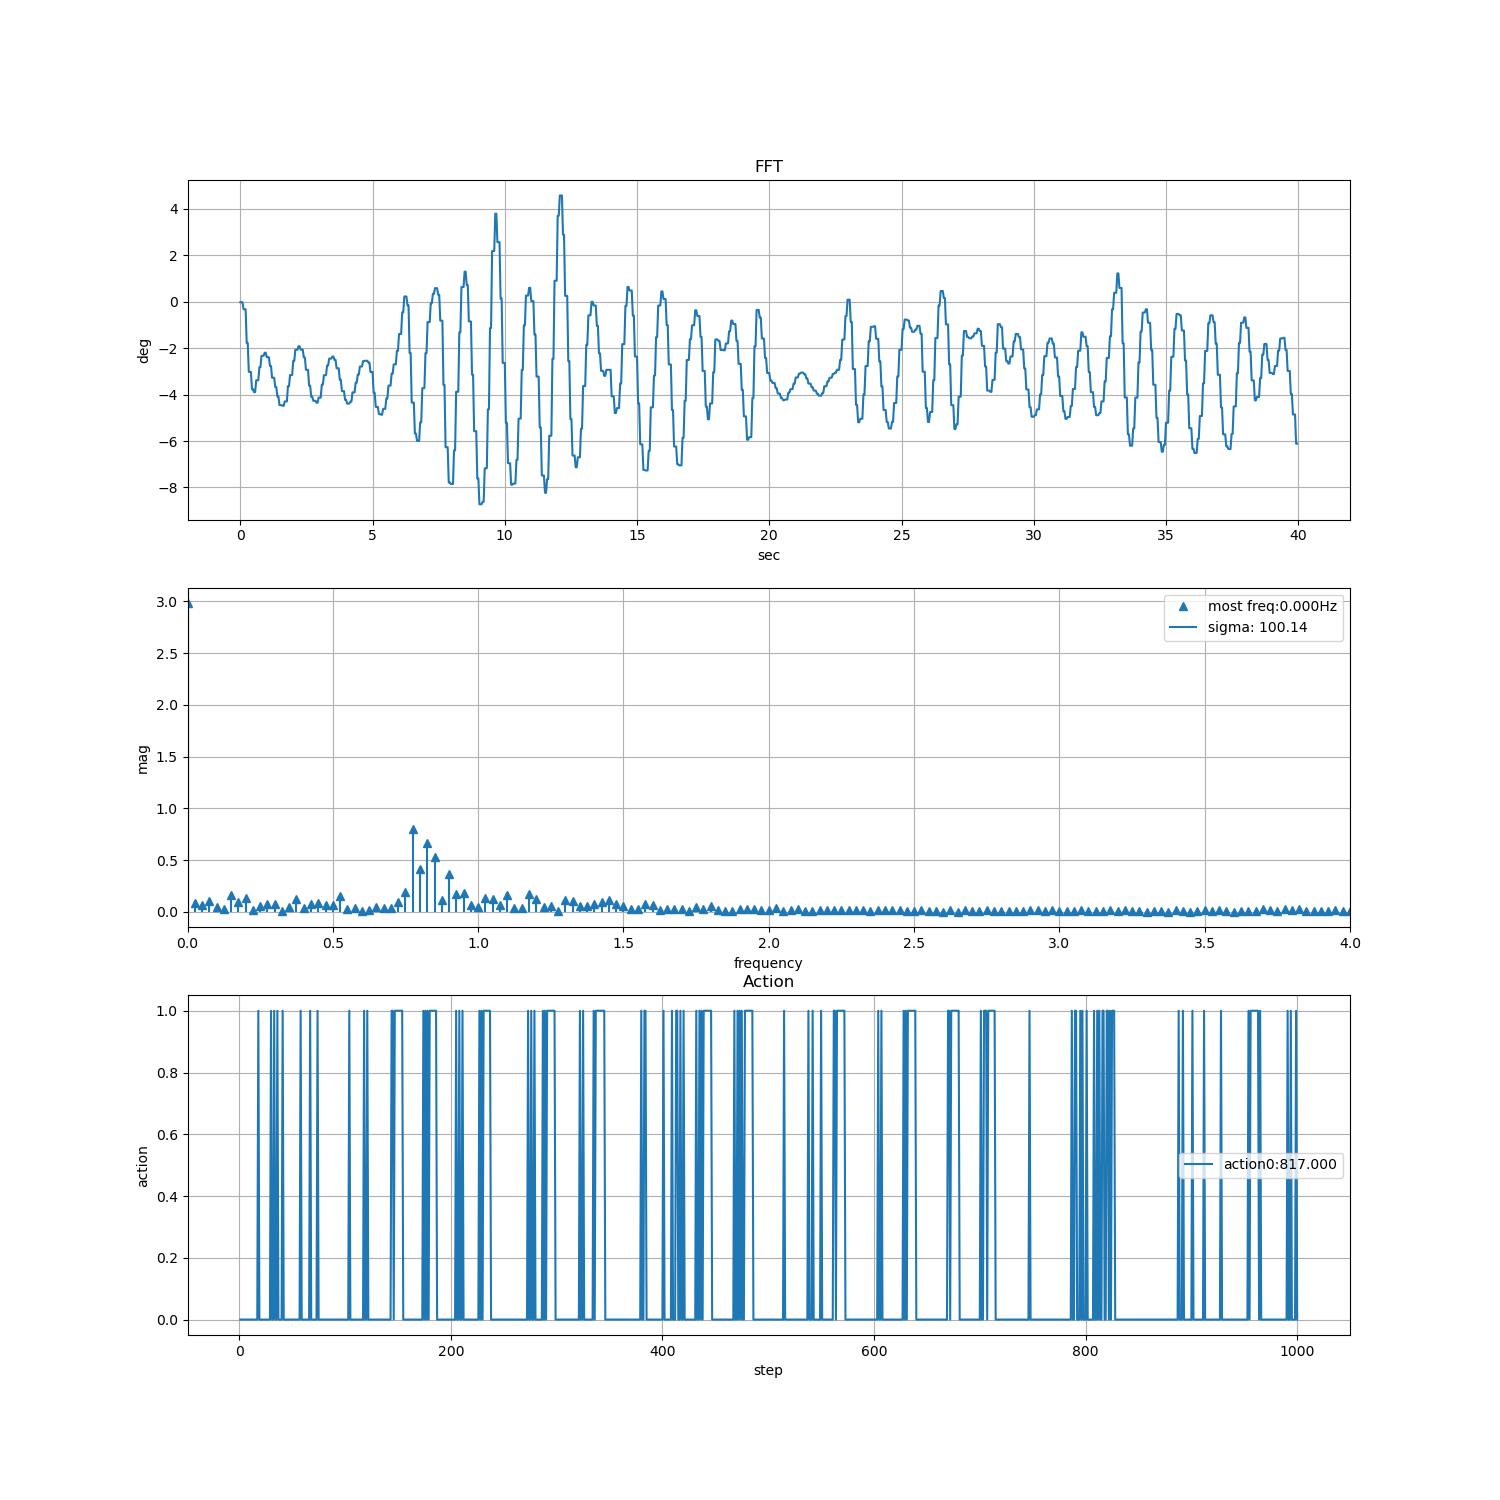 FFT
4
2
0
−2
−4
−6
−8
deg
0 5 10 15 20 25 30 35 40
sec
3.0
2.5
2.0
1.5
1.0
0.5
0.0
mag
most freq:0.000Hz
sigma: 100.14
0.0 0.5 1.0 1.5 2.0 2.5 3.0 3.5 4.0
frequency
Action
1.0
0.8
0.6
0.4
0.2
0.0
action
action0:817.000
0 200 400 600 800 1000
step